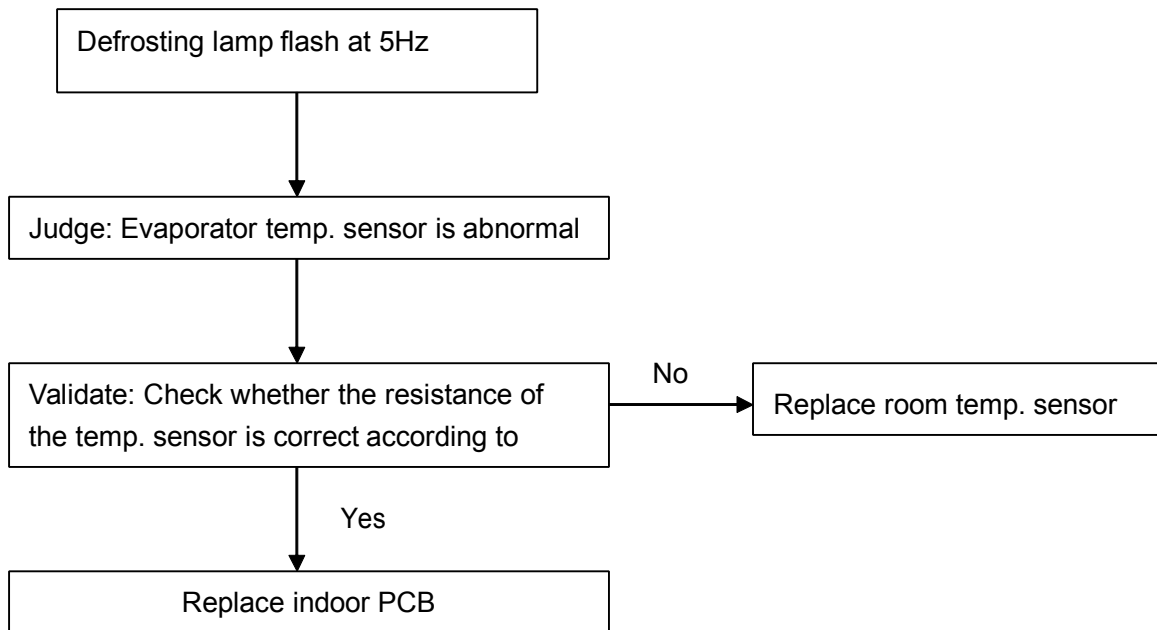 Defrosting lamp flash at 5Hz
Judge: Evaporator temp. sensor is abnormal
Validate: Check whether the resistance of
the temp. sensor is correct according to
No
Replace room temp. sensor
Yes
Replace indoor PCB